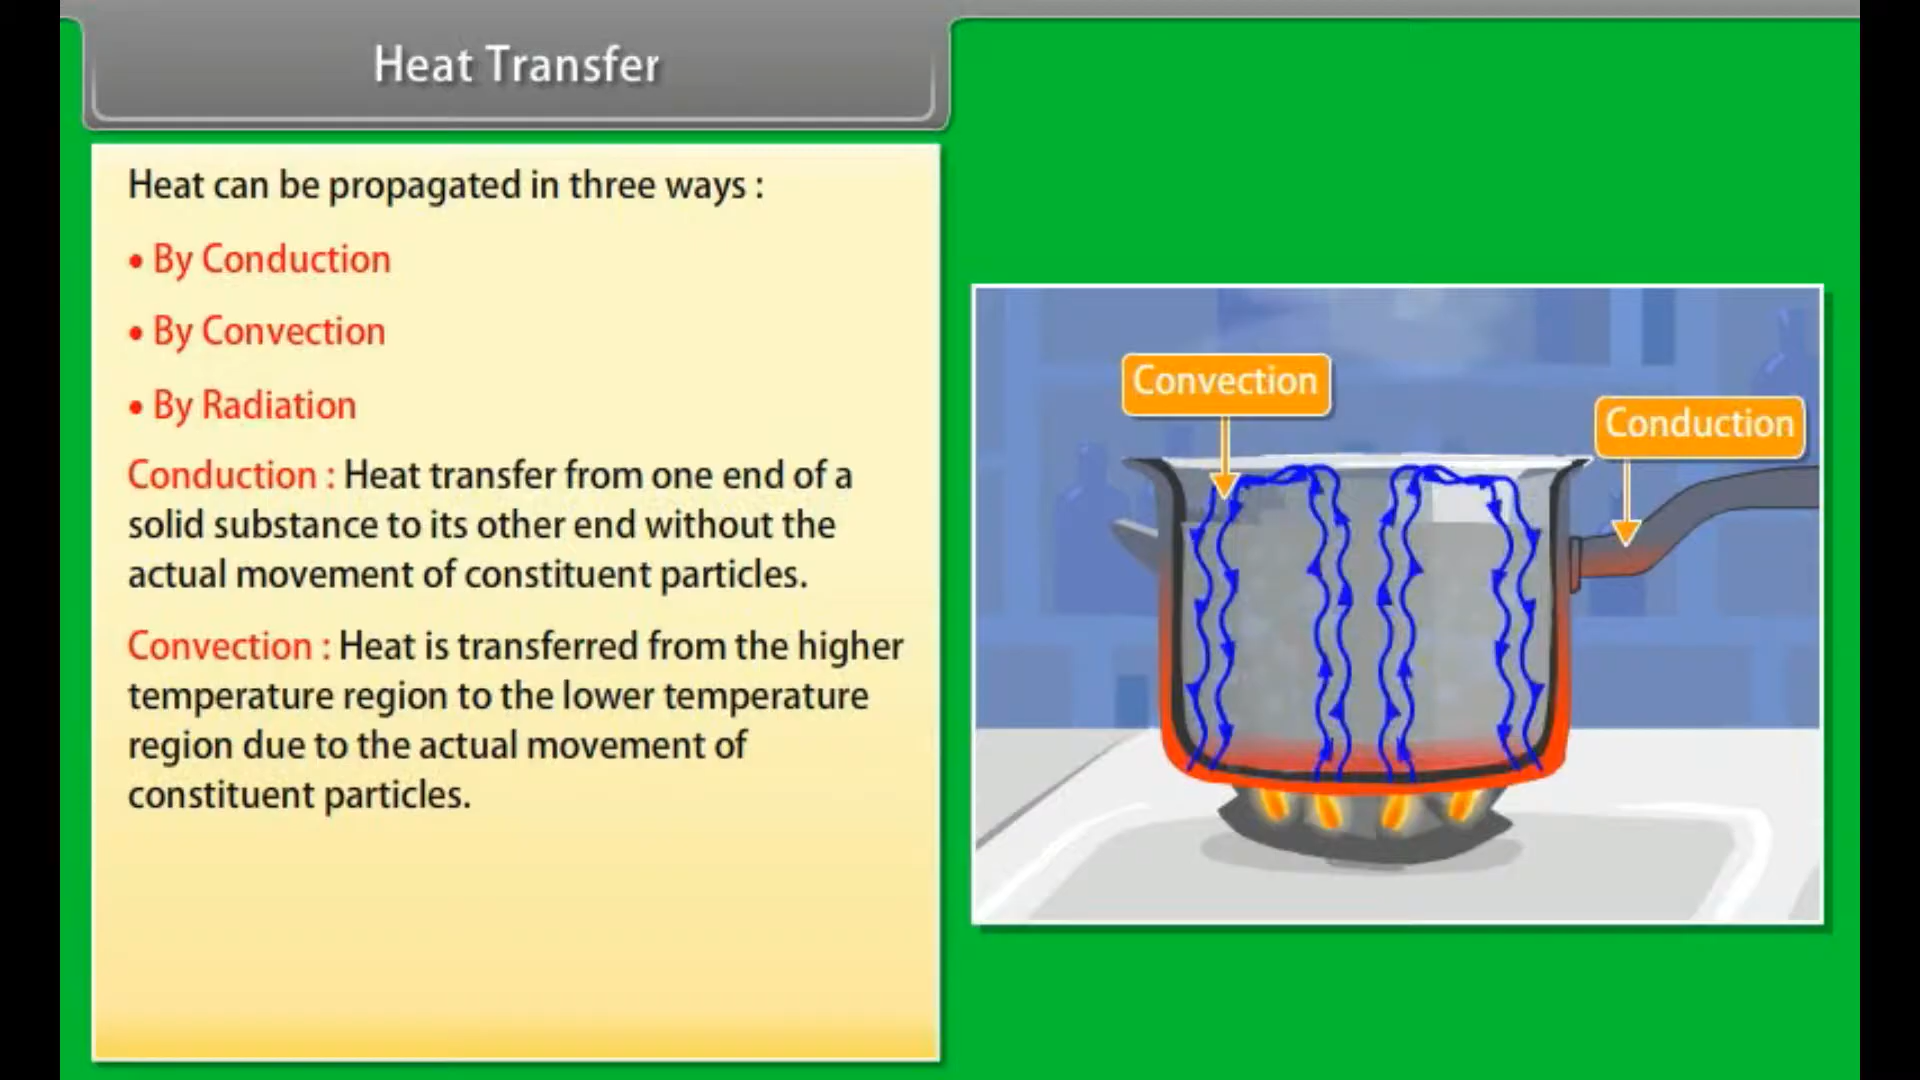 Heat Transfer
Heat can be propagated in three ways :
• By Conduction
• By Convection
• By Radiation
Conduction : Heat transfer from one end of a
solid substance to its other end without the
actual movement of constituent particles.
Convection : Heat is transferred from the higher
temperature region to the lower temperature
region due to the actual movement of
constituent particles.
Convection
Conduction